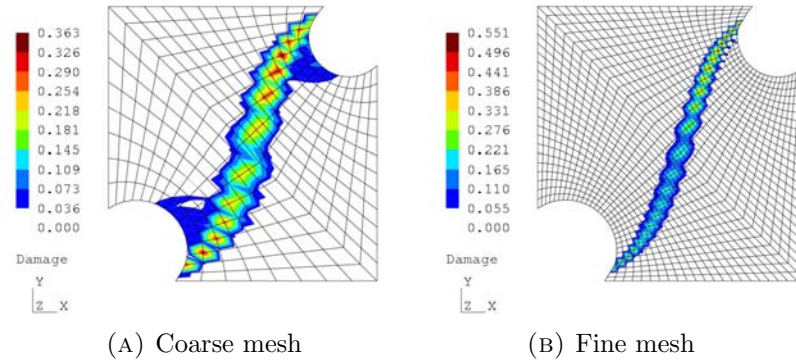 0.363
0.326
0.290
0.254
0.218
0.181
0.145
0.109
0.073
0.036
0.000
Damage
Y
Z X
(A) Coarse mesh
0.551
0.496
0.441
0.386
0.331
0.276
0.221
0.165
0.110
0.055
0.000
Damage
Y
Z X
(B) Fine mesh